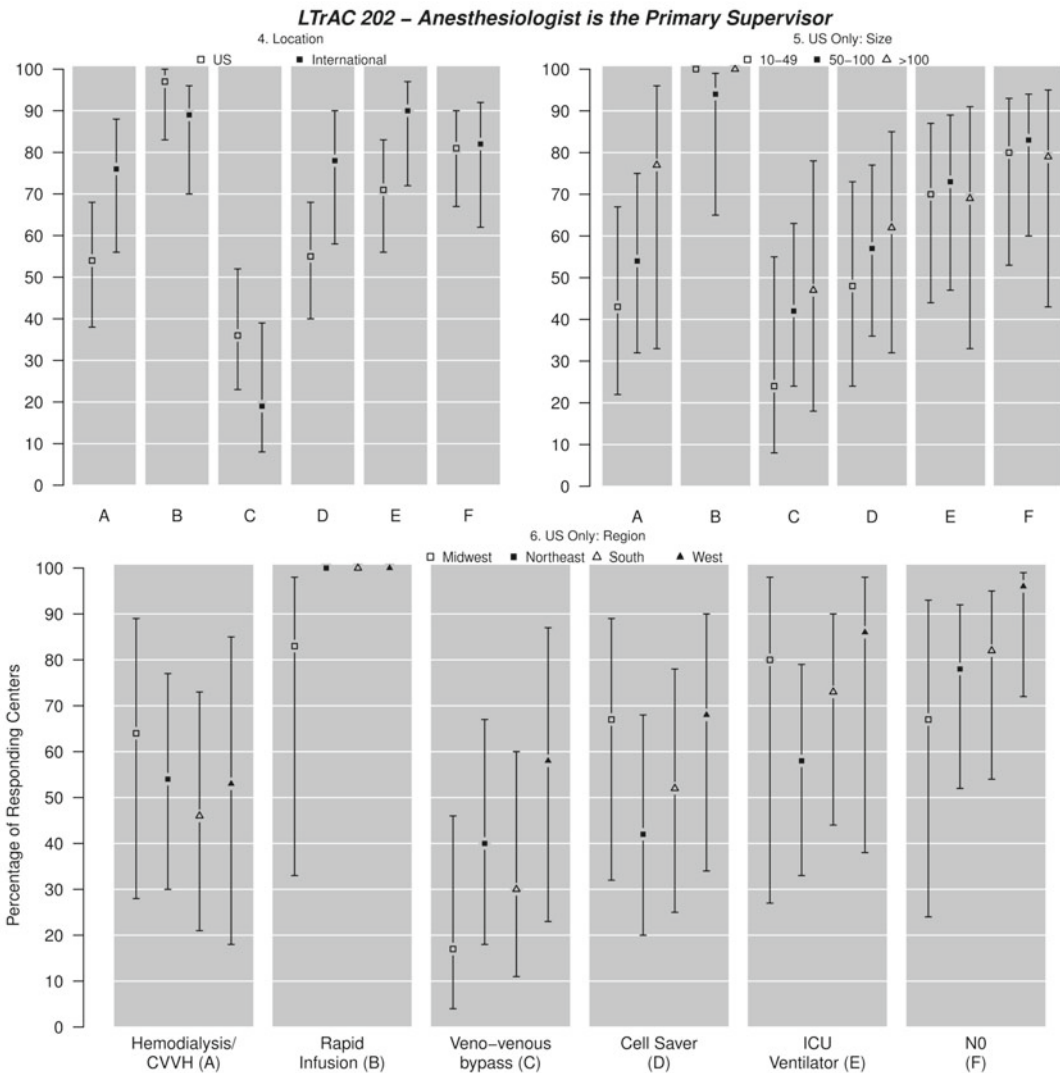 LTrAC 202 – Anesthesiologist is the Primary Supervisor
4. Location
US International
100
90
80
70
60
50
40
30
20
10
0
A B C D E F
5. US Only: Size
10–49 50–100 >100
100
90
80
70
60
50
40
30
20
10
0
A B C D E F
6. US Only: Region
Midwest Northeast South West
Percentage of Responding Centers
100
90
80
70
60
50
40
30
20
10
0
Hemodialysis/
CVVH (A)
Rapid
Infusion (B)
Veno–venous
bypass (C)
Cell Saver
(D)
ICU
Ventilator (E)
N0
(F)